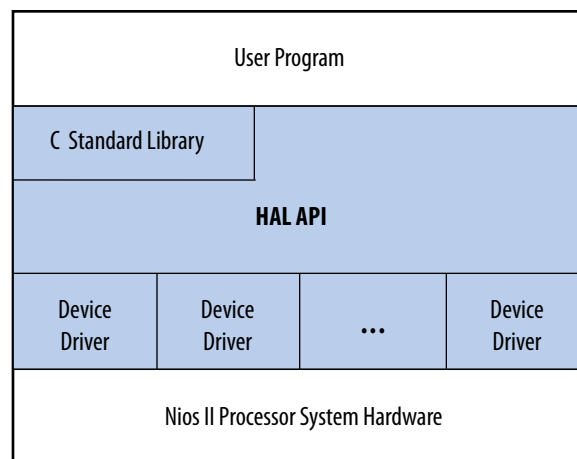 User Program
C Standard Library
HAL API
Device Driver
Device Driver
...
Device Driver
Nios II Processor System Hardware